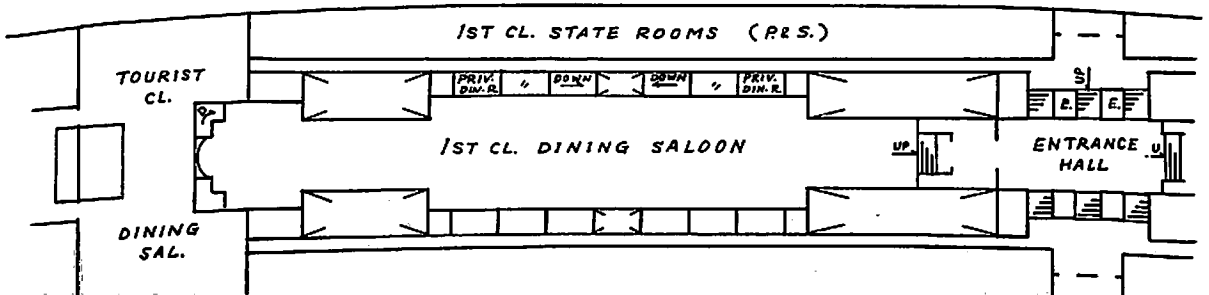 1ST CL. STATE ROOMS (P. & S.)
TOURIST
CL.
PRIV.
DIN. R.
"
DOWN
DOWN
"
PRIV.
DIN. R
UP
E.
E.
1ST CL. DINING SALOON
UP
ENTRANCE
HALL
U.
DINING
SAL.